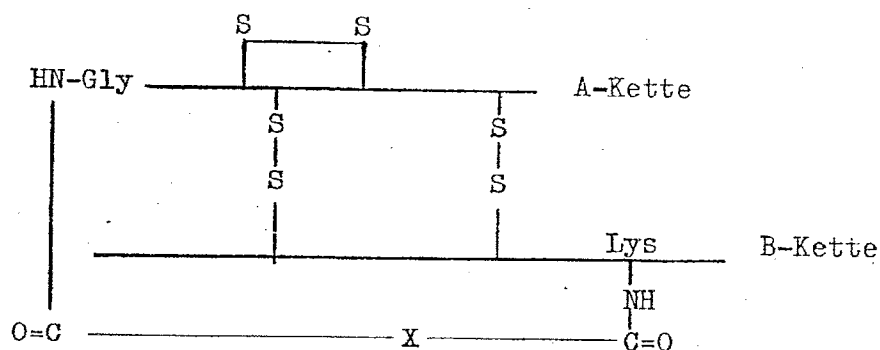 S S
HN-Gly A-Kette
S S
S S
Lys B-Kette
NH
O=C X C=O